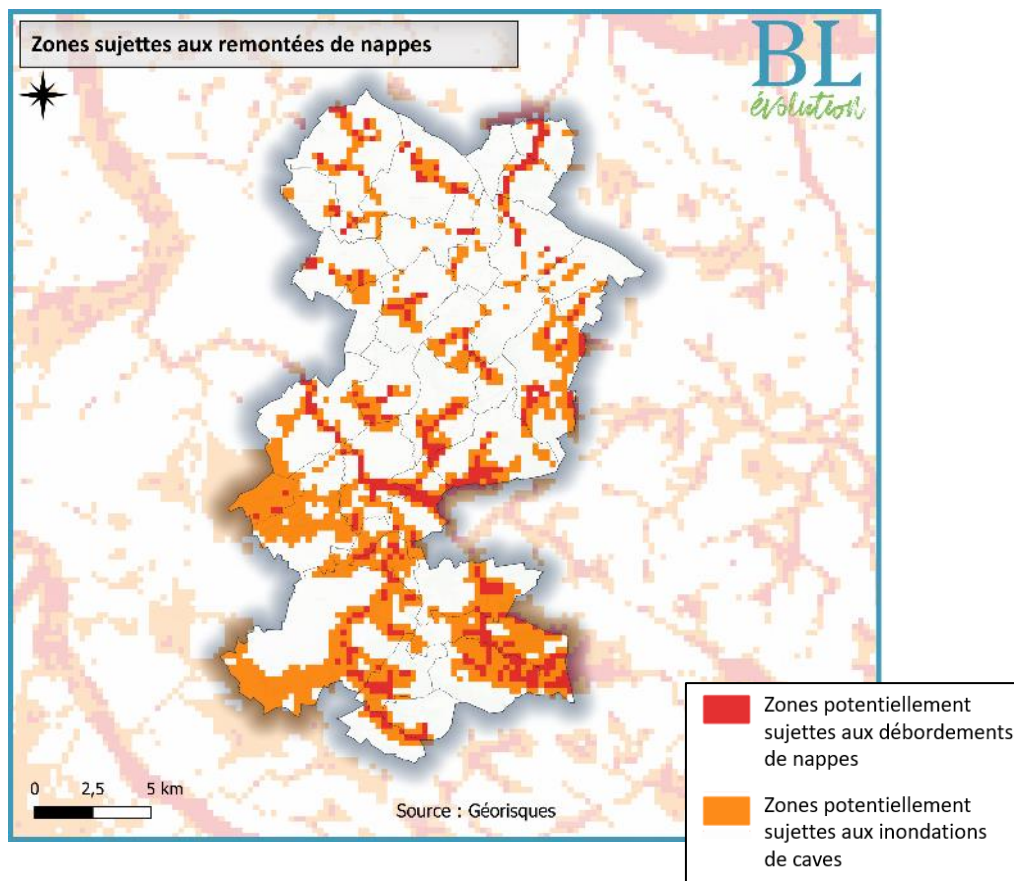 Zones sujettes aux remontées de nappes
BL
évolution
0 2,5 5 km
Source : Géorisques
Zones potentiellement
sujettes aux débordements
de nappes
Zones potentiellement
sujettes aux inondations
de caves